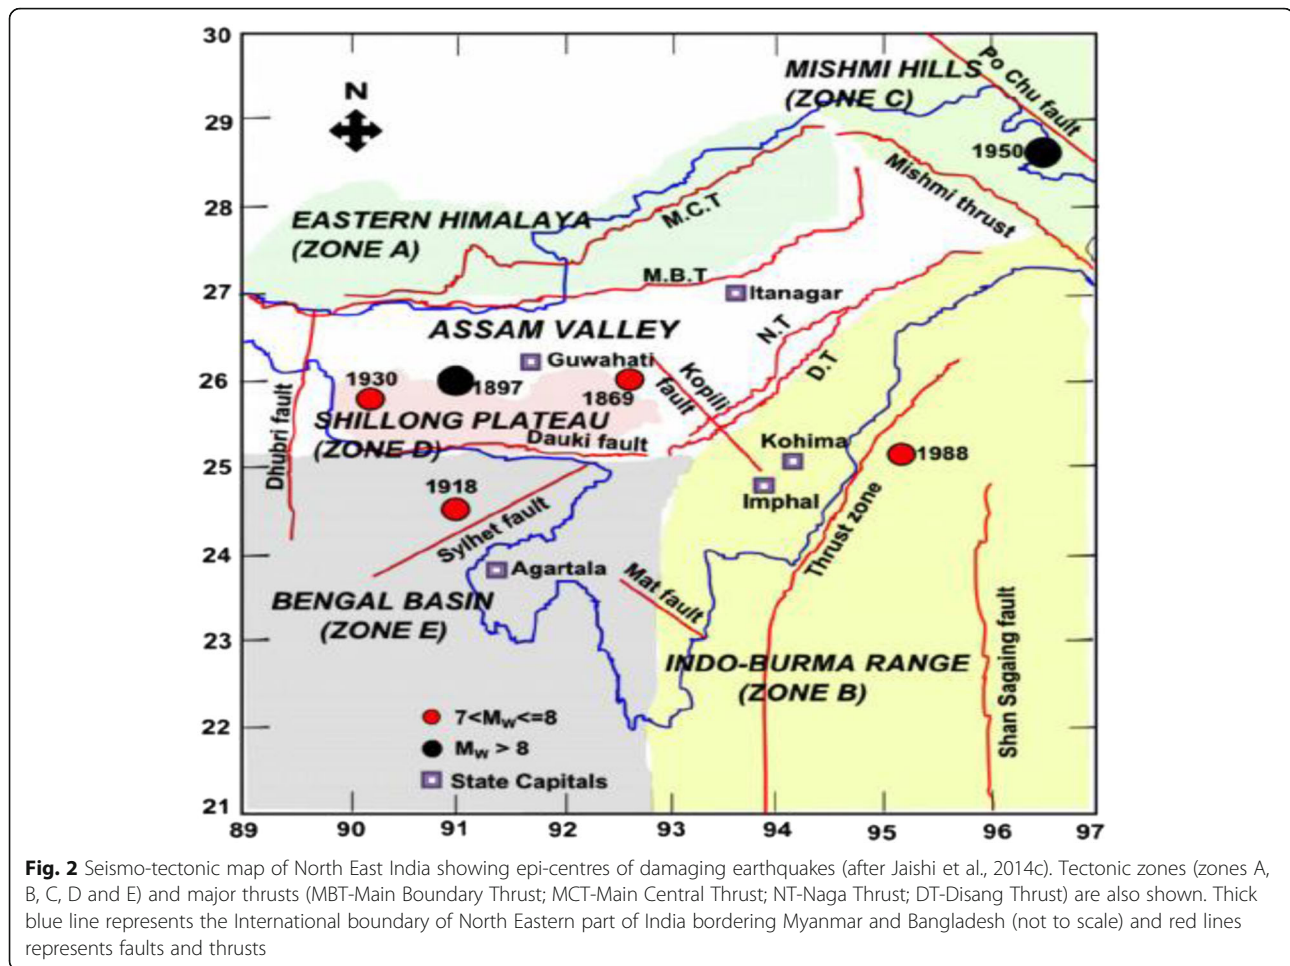 30
29
28
27
26
25
24
23
22
21
89
90
91
92
93
94
95
96
97
N
MISHMI HILLS
(ZONE C)
Po Chu fault
1950
Mishmi thrust
EASTERN HIMALAYA
(ZONE A)
M.C.T
M.B.T
Itanagar
ASSAM VALLEY
N.T
D.T
Guwahati
1930
1897
1869
Kopili
fault
SHILLONG PLATEAU
(ZONE D)
Dauki fault
Dhubri fault
Kohima
1988
Imphal
1918
Sylhet fault
Thrust zone
Agartala
Mat fault
BENGAL BASIN
(ZONE E)
INDO-BURMA RANGE
(ZONE B)
Shan Sagaing fault
7<Mw<=8
Mw > 8
State Capitals
Fig. 2 Seismo-tectonic map of North East India showing epi-centres of damaging earthquakes (after Jaishi et al., 2014c). Tectonic zones (zones A,
B, C, D and E) and major thrusts (MBT-Main Boundary Thrust; MCT-Main Central Thrust; NT-Naga Thrust; DT-Disang Thrust) are also shown. Thick
blue line represents the International boundary of North Eastern part of India bordering Myanmar and Bangladesh (not to scale) and red lines
represents faults and thrusts